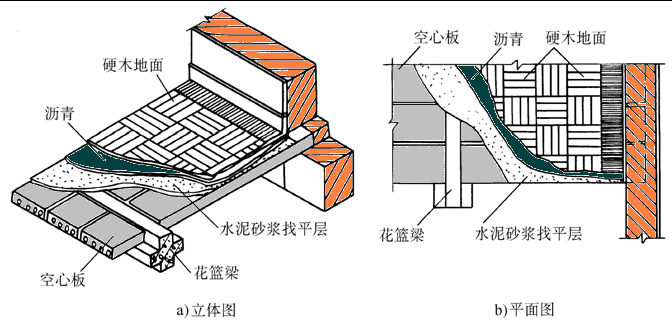 硬木地面
沥青
水泥砂浆找平层
花篮梁
空心板
a)立体图
空心板
沥青
硬木地面
花篮梁
水泥砂浆找平层
b)平面图